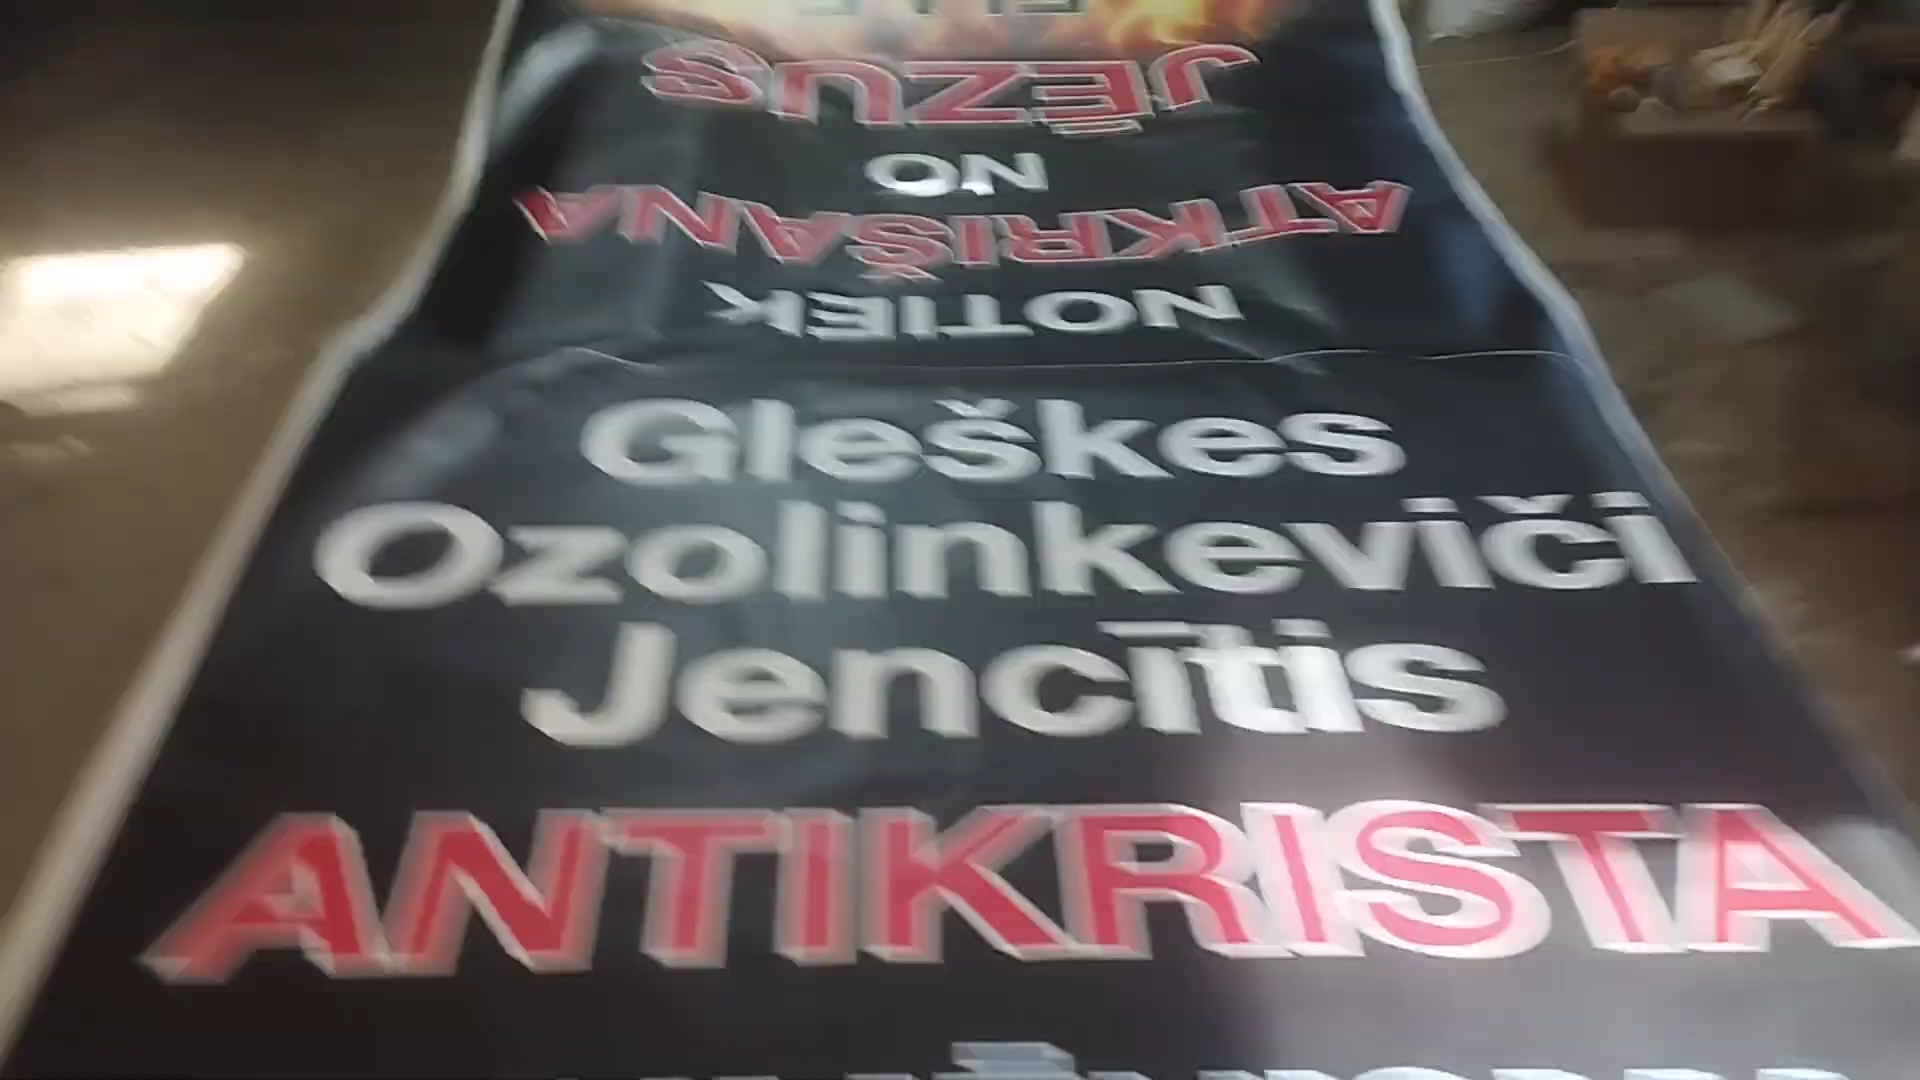 JĒZUS
NO
ATKRIŠANA
NOTIEK
Gleškes
Ozolinkeviči
Jencītis
ANTIKRISTA